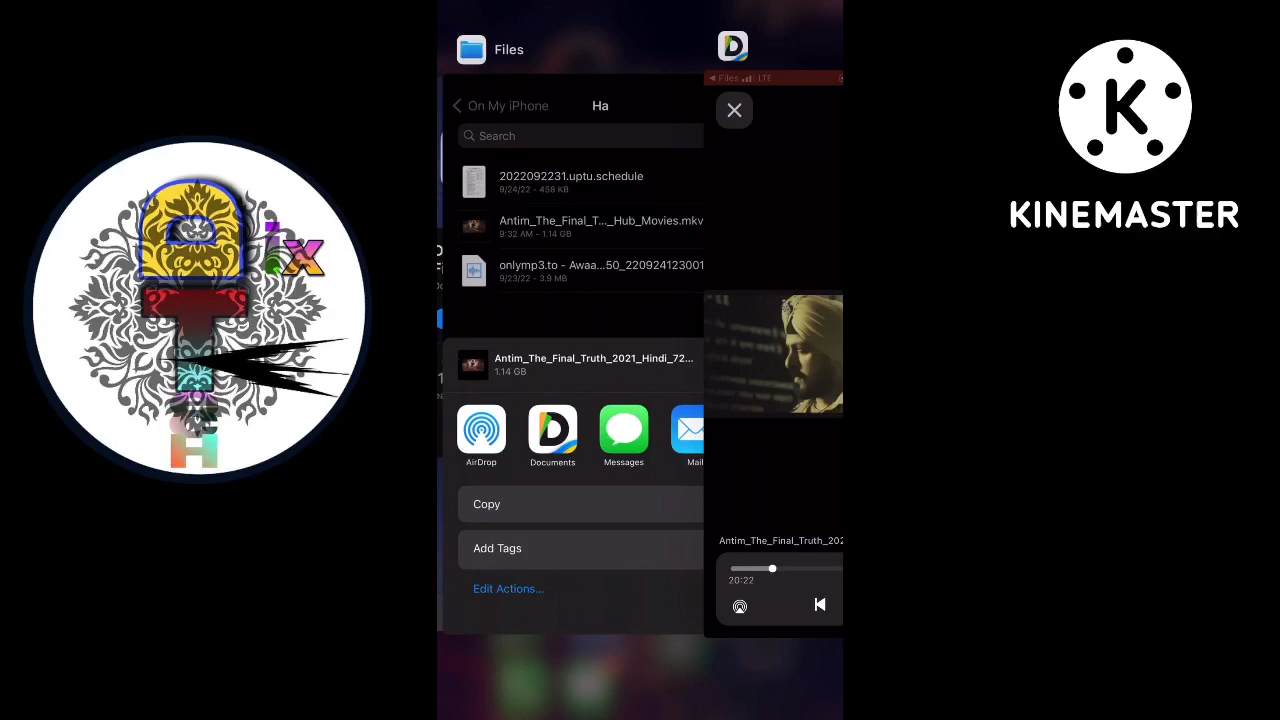 Files
Files LTE
On My iPhone
Ha
Search
2022092231.uptu.schedule
9/24/22 - 458 KB
Antim_The_Final_T..._Hub_Movies.mkv
9:32 AM - 1.14 GB
onlymp3.to - Awaa...50_220924123001
9/23/22 - 3.9 MB
Antim_The_Final_Truth_2021_Hindi_72...
1.14 GB
AirDrop
Documents
Messages
Mail
Copy
Add Tags
Edit Actions...
Antim_The_Final_Truth_202
20:22
KINEMASTER